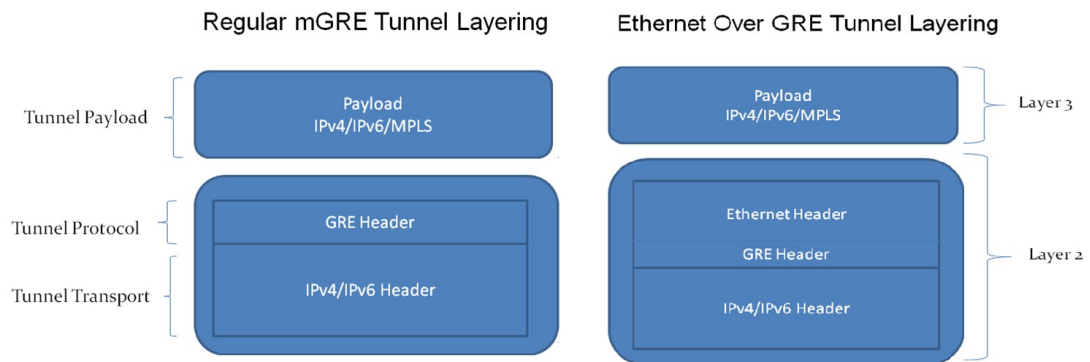 Regular mGRE Tunnel Layering
Tunnel Payload
Payload
IPv4/IPv6/MPLS
Tunnel Protocol
GRE Header
Tunnel Transport
IPv4/IPv6 Header
Ethernet Over GRE Tunnel Layering
Payload
IPv4/IPv6/MPLS
Layer 3
Ethernet Header
GRE Header
Layer 2
IPv4/IPv6 Header